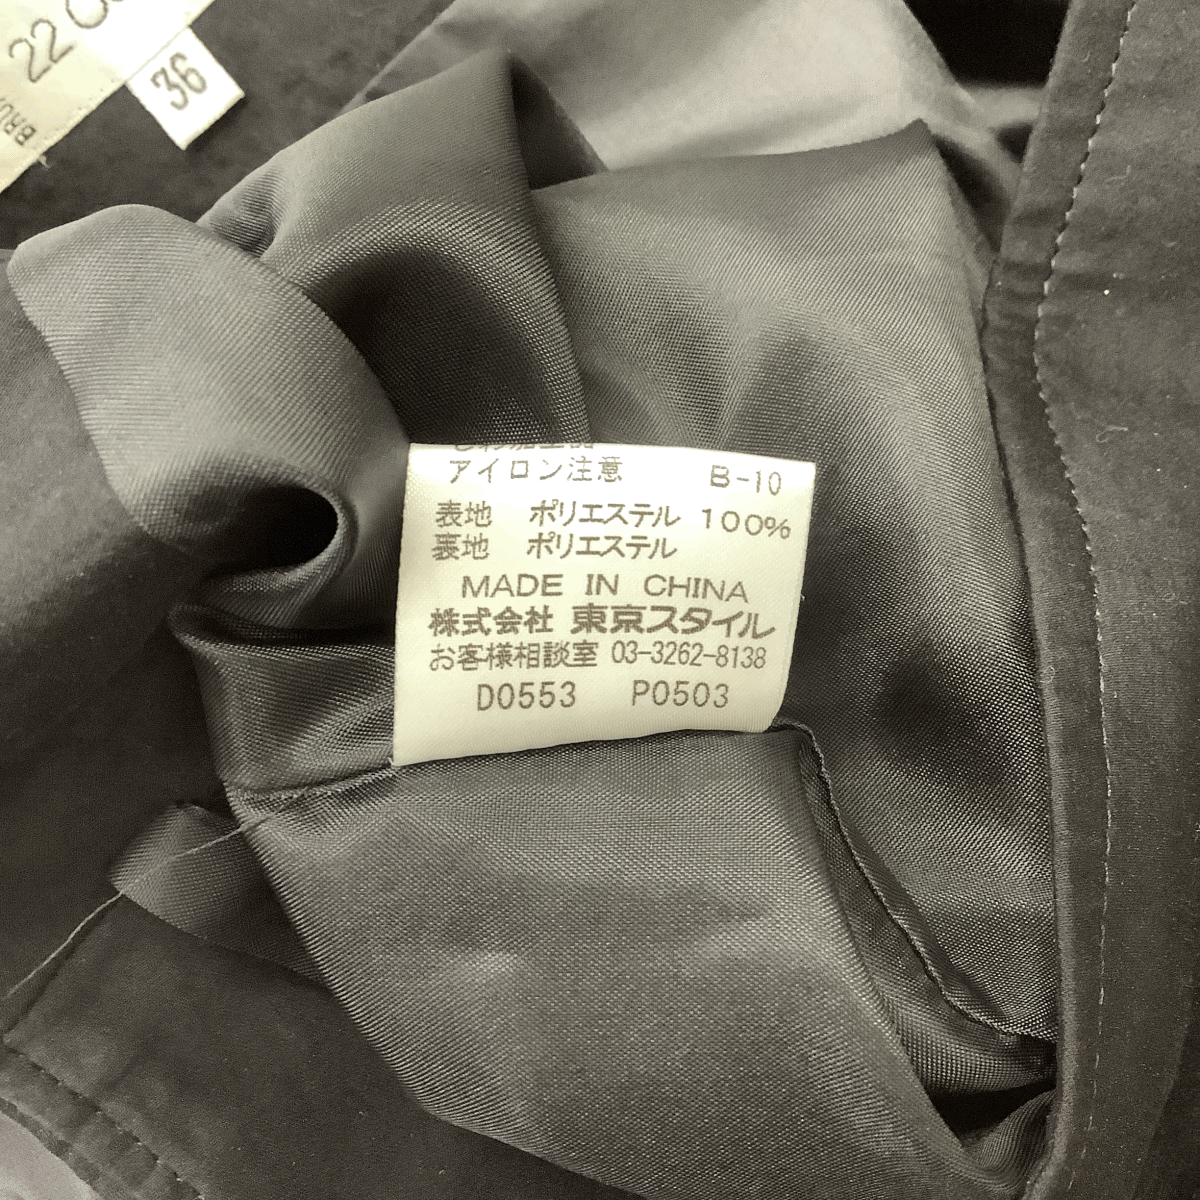 22
36
アイロン注意 B-10
表地 ポリエステル 100%
裏地 ポリエステル
MADE IN CHINA
株式会社 東京スタイル
お客様相談室 03-3262-8138
D0553 P0503